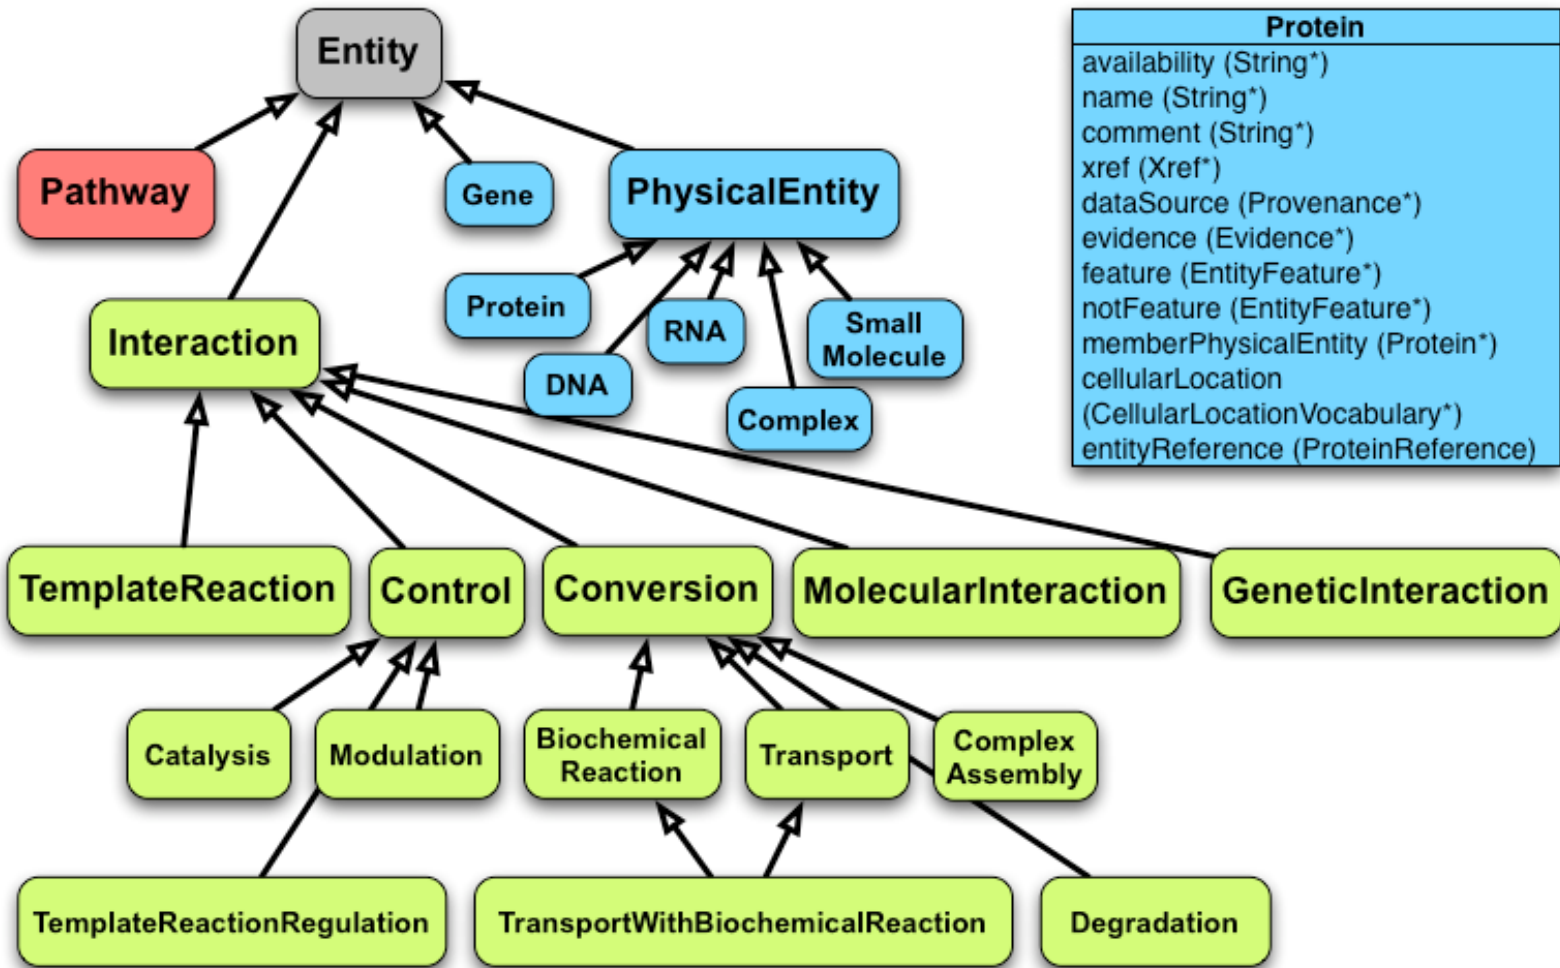 Entity
Protein
availability (String*)
name (String*)
comment (String*)
xref (Xref*)
dataSource (Provenance*)
evidence (Evidence*)
feature (EntityFeature*)
notFeature (EntityFeature*)
memberPhysicalEntity (Protein*)
cellularLocation
(CellularLocationVocabulary*)
entityReference (ProteinReference)
Pathway
Gene
PhysicalEntity
Protein
Interaction
DNA
RNA
Complex
Small
Molecule
TemplateReaction
Control
Conversion
MolecularInteraction
GeneticInteraction
Catalysis
Modulation
Biochemical
Reaction
Transport
Complex
Assembly
TemplateReactionRegulation
TransportWithBiochemicalReaction
Degradation